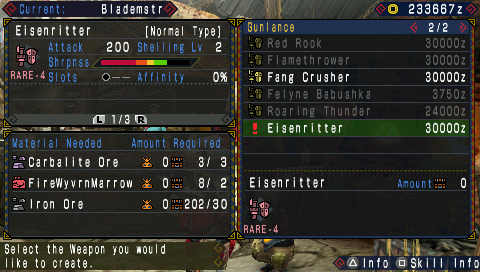 Current: Blademstr
233667z
Eisenritter
[Normal Type]
Attack 200 Shelling Lv 2
Shrpnss
RARE-4
Slots Affinity 0%
L 1/3 R
Material Needed Amount Required
Carbalite Ore 0 3/ 3
FireWyvrnMarrow 0 8/ 2
Iron Ore 0 202/30
Select the Weapon you would
like to create.
Gunlance 2/2
Red Rook 30000z
Flamethrower 30000z
Fang Crusher 30000z
Felyne Babushka 3750z
Roaring Thunder 24000z
Eisenritter 30000z
Eisenritter Amount 0
RARE-4
Info Skill Info